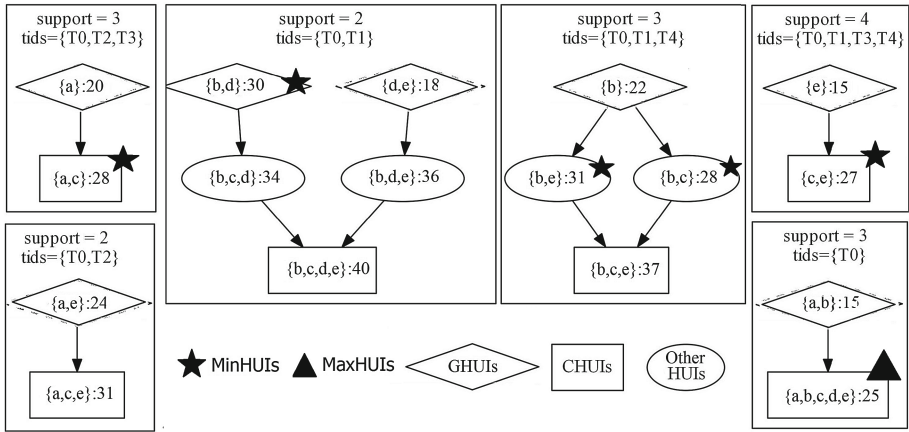 support = 3
tids={T0,T2,T3}
{a}:20
{a,c}:28
support = 2
tids={T0,T1}
{b,d}:30
{d,e}:18
{b,c,d}:34
{b,d,e}:36
{b,c,d,e}:40
support = 3
tids={T0,T1,T4}
{b}:22
{b,e}:31
{b,c}:28
{b,c,e}:37
support = 4
tids={T0,T1,T3,T4}
{e}:15
{c,e}:27
support = 2
tids={T0,T2}
{a,e}:24
{a,c,e}:31
support = 3
tids={T0}
{a,b}:15
{a,b,c,d,e}:25
MinHUIs
MaxHUIs
GHUIs
CHUIs
Other
HUIs